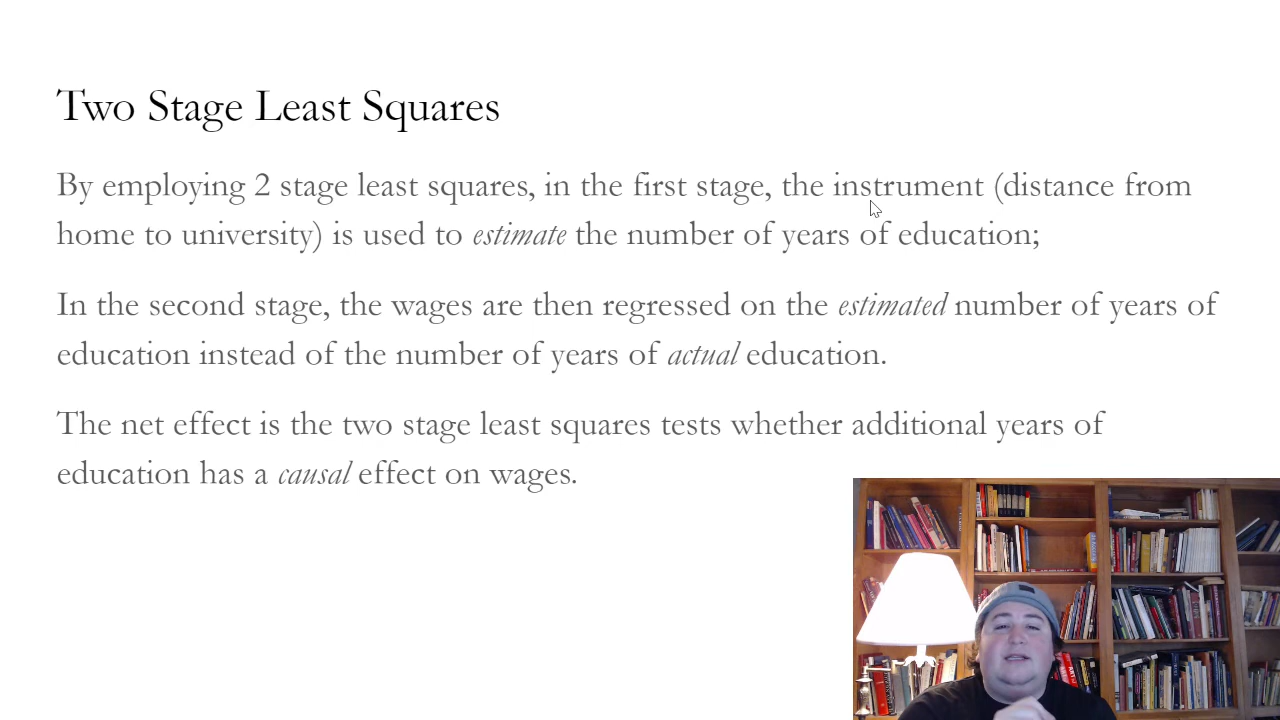 Two Stage Least Squares
By employing 2 stage least squares, in the first stage, the instrument (distance from
home to university) is used to estimate the number of years of education;
In the second stage, the wages are then regressed on the estimated number of years of
education instead of the number of years of actual education.
The net effect is the two stage least squares tests whether additional years of
education has a causal effect on wages.